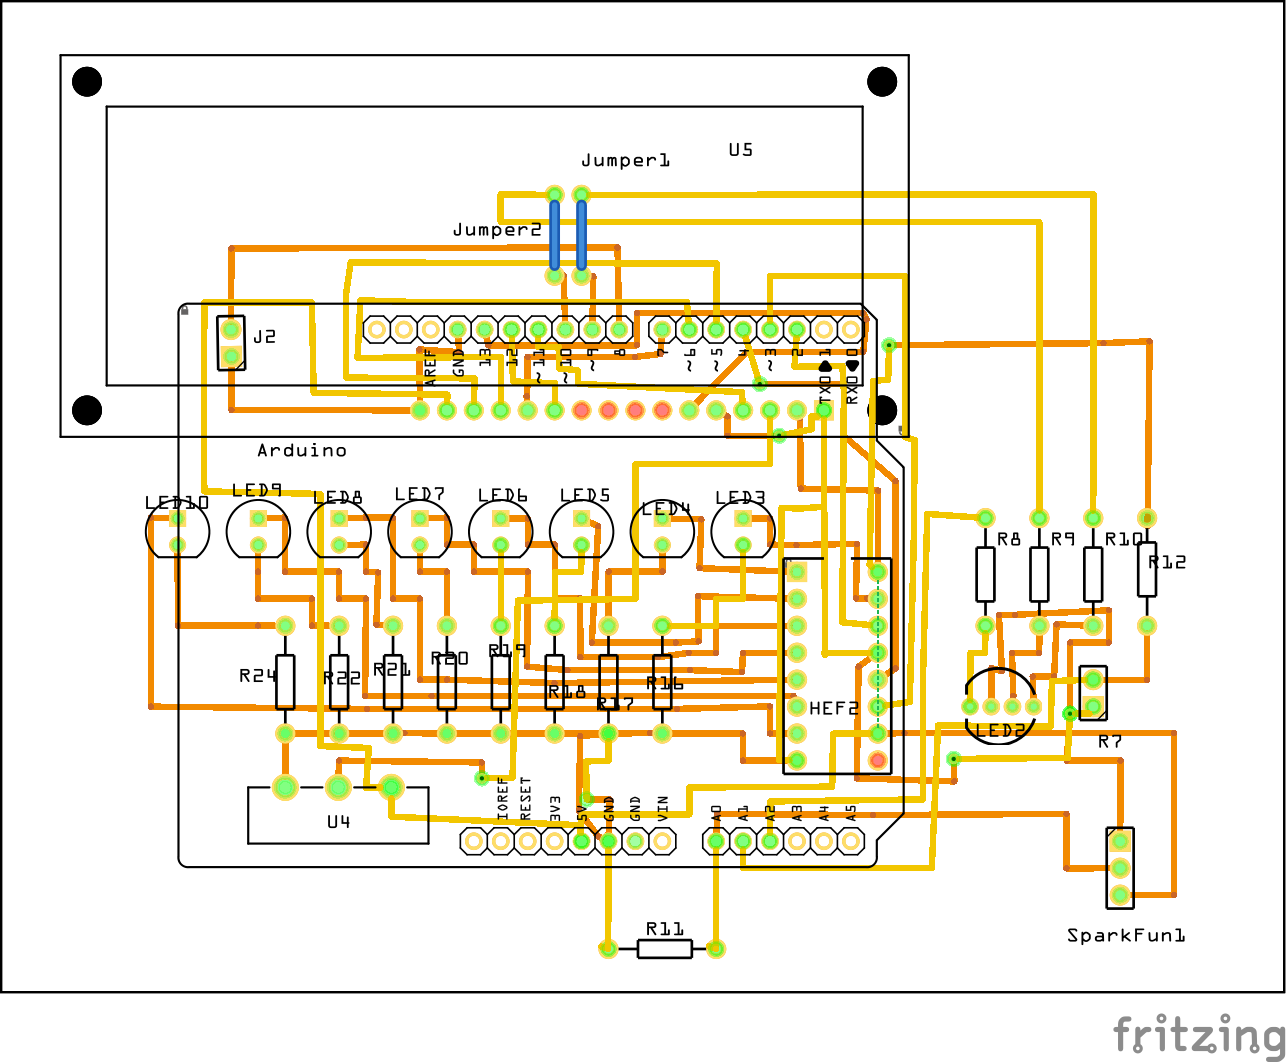 Jumper1
U5
Jumper2
J2
AREF
GND
13
12
~11
~10
~9
8
7
~6
~5
4
~3
2
TX0 1
RX0 0
Arduino
LED10
LED9
LED8
LED7
LED6
LED5
LED4
LED3
R8
R9
R10
R12
R24
R22
R21
R20
R19
R18
R17
R16
HEF2
LED2
R7
U4
IOREF
RESET
3V3
5V
GND
GND
VIN
A0
A1
A2
A3
A4
A5
R11
SparkFun1
fritzing